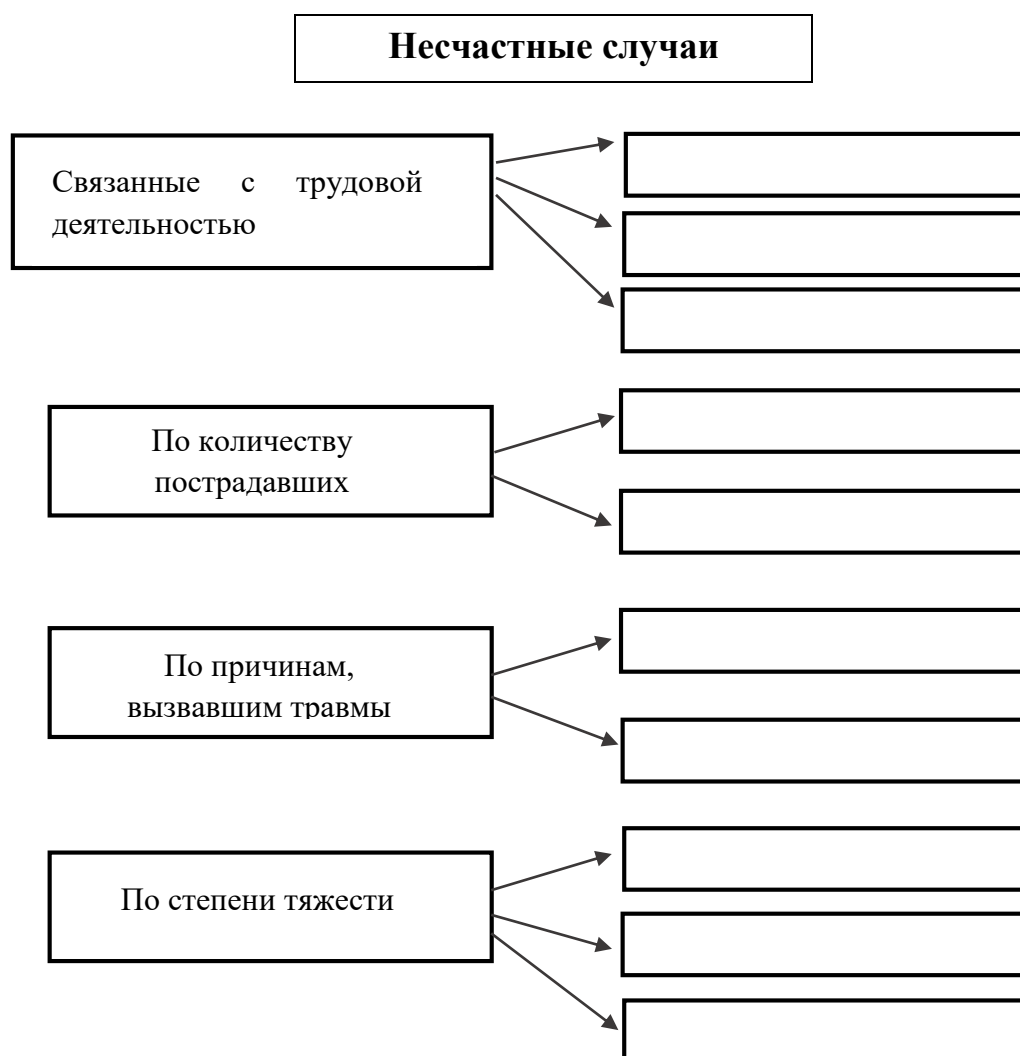 Несчастные случаи
Связанные с трудовой
деятельностью
По количеству
пострадавших
По причинам,
вызвавшим травмы
По степени тяжести